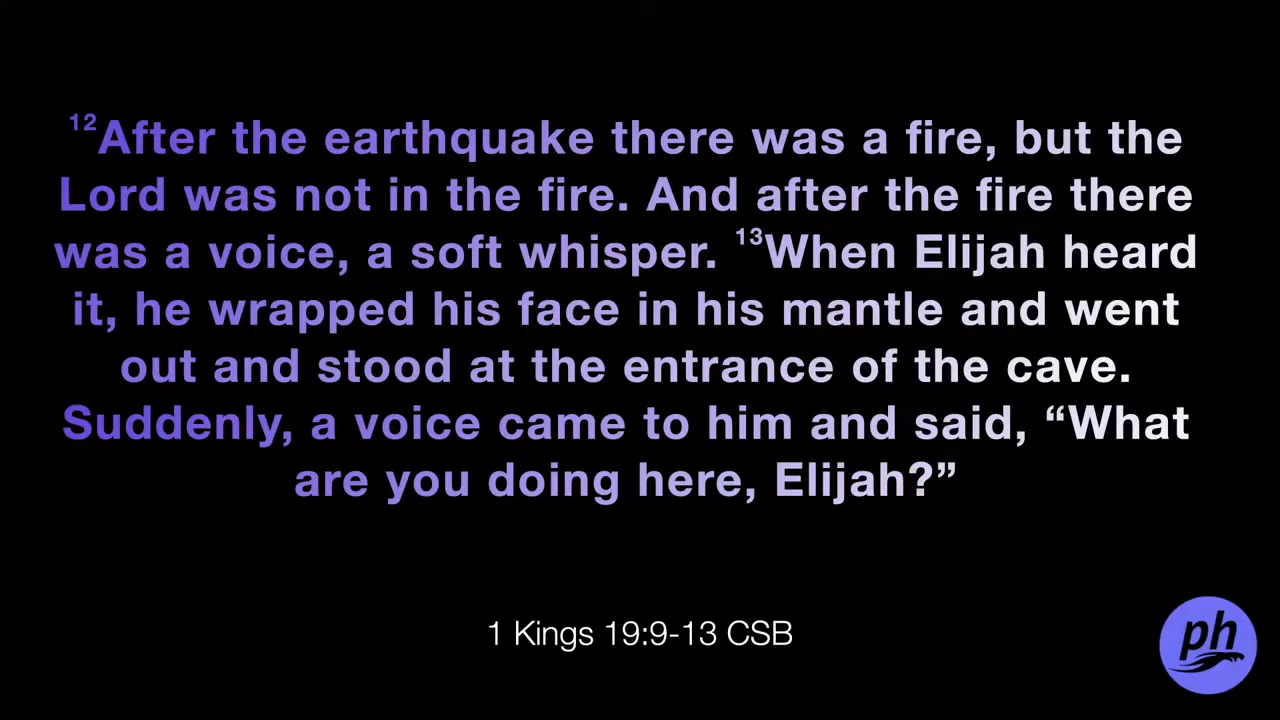 ¹²After the earthquake there was a fire, but the
Lord was not in the fire. And after the fire there
was a voice, a soft whisper. ¹³When Elijah heard
it, he wrapped his face in his mantle and went
out and stood at the entrance of the cave.
Suddenly, a voice came to him and said, “What
are you doing here, Elijah?”
1 Kings 19:9-13 CSB
ph